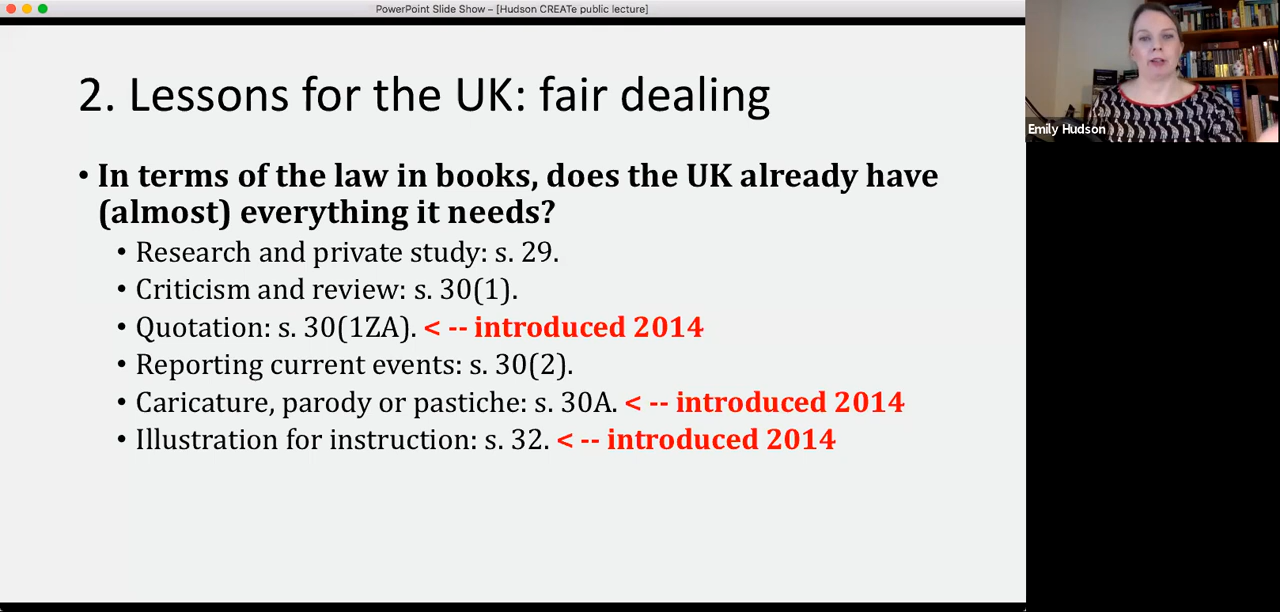 PowerPoint Slide Show – [Hudson CREATe public lecture]
2. Lessons for the UK: fair dealing
• In terms of the law in books, does the UK already have
(almost) everything it needs?
• Research and private study: s. 29.
• Criticism and review: s. 30(1).
• Quotation: s. 30(1ZA). < -- introduced 2014
• Reporting current events: s. 30(2).
• Caricature, parody or pastiche: s. 30A. < -- introduced 2014
• Illustration for instruction: s. 32. < -- introduced 2014
Emily Hudson